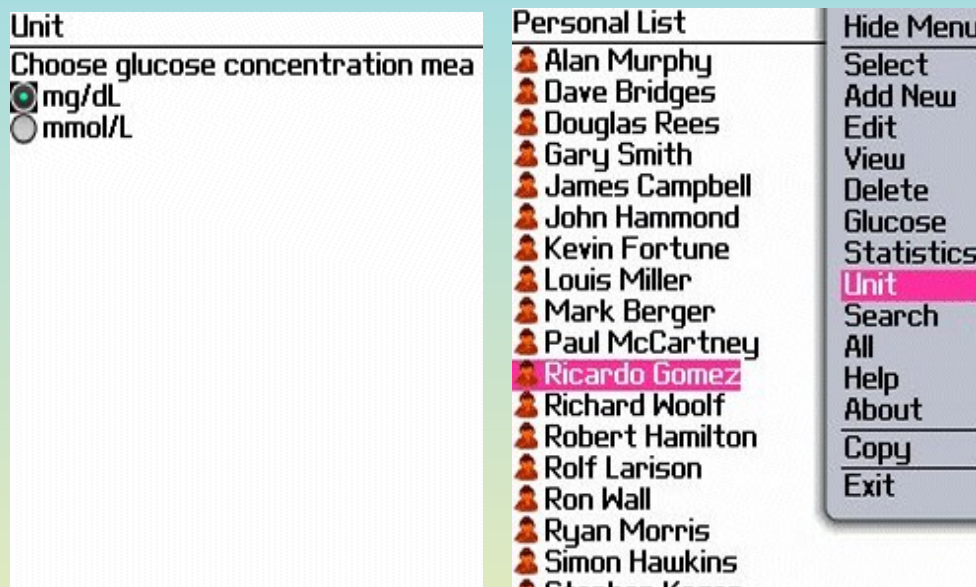 Unit
Choose glucose concentration mea
mg/dL
mmol/L
Personal List
Alan Murphy
Dave Bridges
Douglas Rees
Gary Smith
James Campbell
John Hammond
Kevin Fortune
Louis Miller
Mark Berger
Paul McCartney
Ricardo Gomez
Richard Woolf
Robert Hamilton
Rolf Larison
Ron Wall
Ryan Morris
Simon Hawkins
Hide Menu
Select
Add New
Edit
View
Delete
Glucose
Statistics
Unit
Search
All
Help
About
Copy
Exit